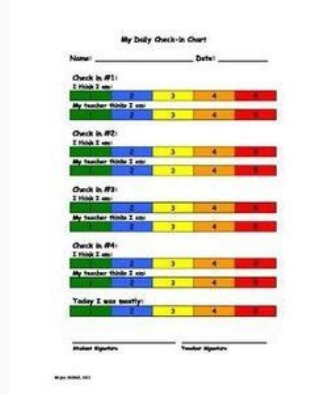 My Daily Check-in Chart
Name: Date:
Check in #1:
I think I am:
1 2 3 4 5
My teacher thinks I am:
1 2 3 4 5
Check in #2:
I think I am:
1 2 3 4 5
My teacher thinks I am:
1 2 3 4 5
Check in #3:
I think I am:
1 2 3 4 5
My teacher thinks I am:
1 2 3 4 5
Check in #4:
I think I am:
1 2 3 4 5
My teacher thinks I am:
1 2 3 4 5
Today I was mostly:
1 2 3 4 5
Student Signature Teacher Signature